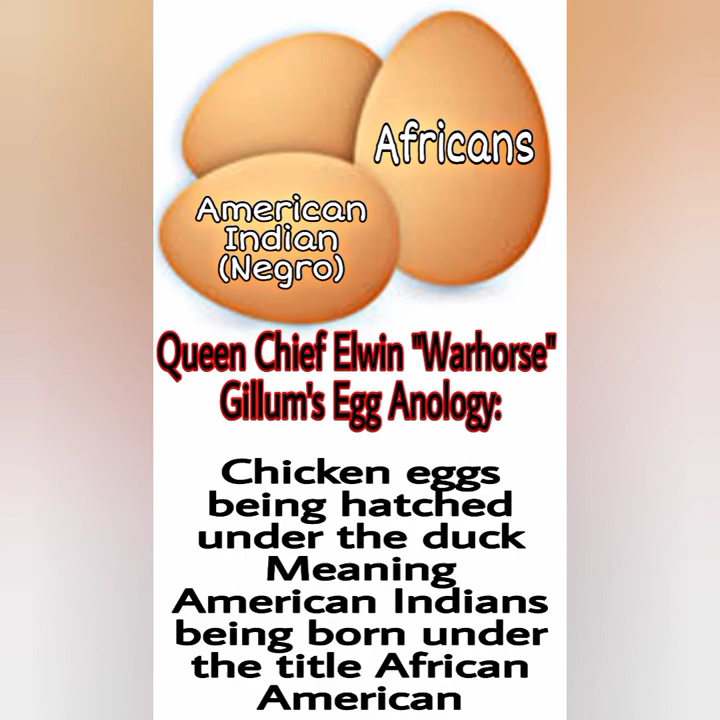 Africans
American
Indian
(Negro)
Queen Chief Elwin "Warhorse"
Gillum's Egg Anology:
Chicken eggs
being hatched
under the duck
Meaning
American Indians
being born under
the title African
American